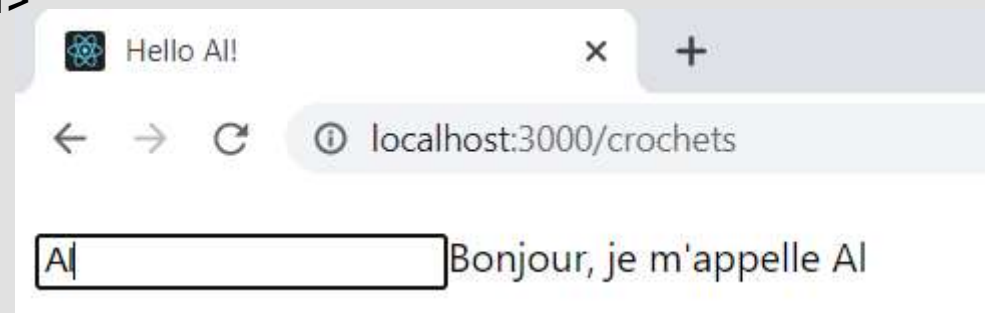 />
Hello Al!
localhost:3000/crochets
Al
Bonjour, je m'appelle Al